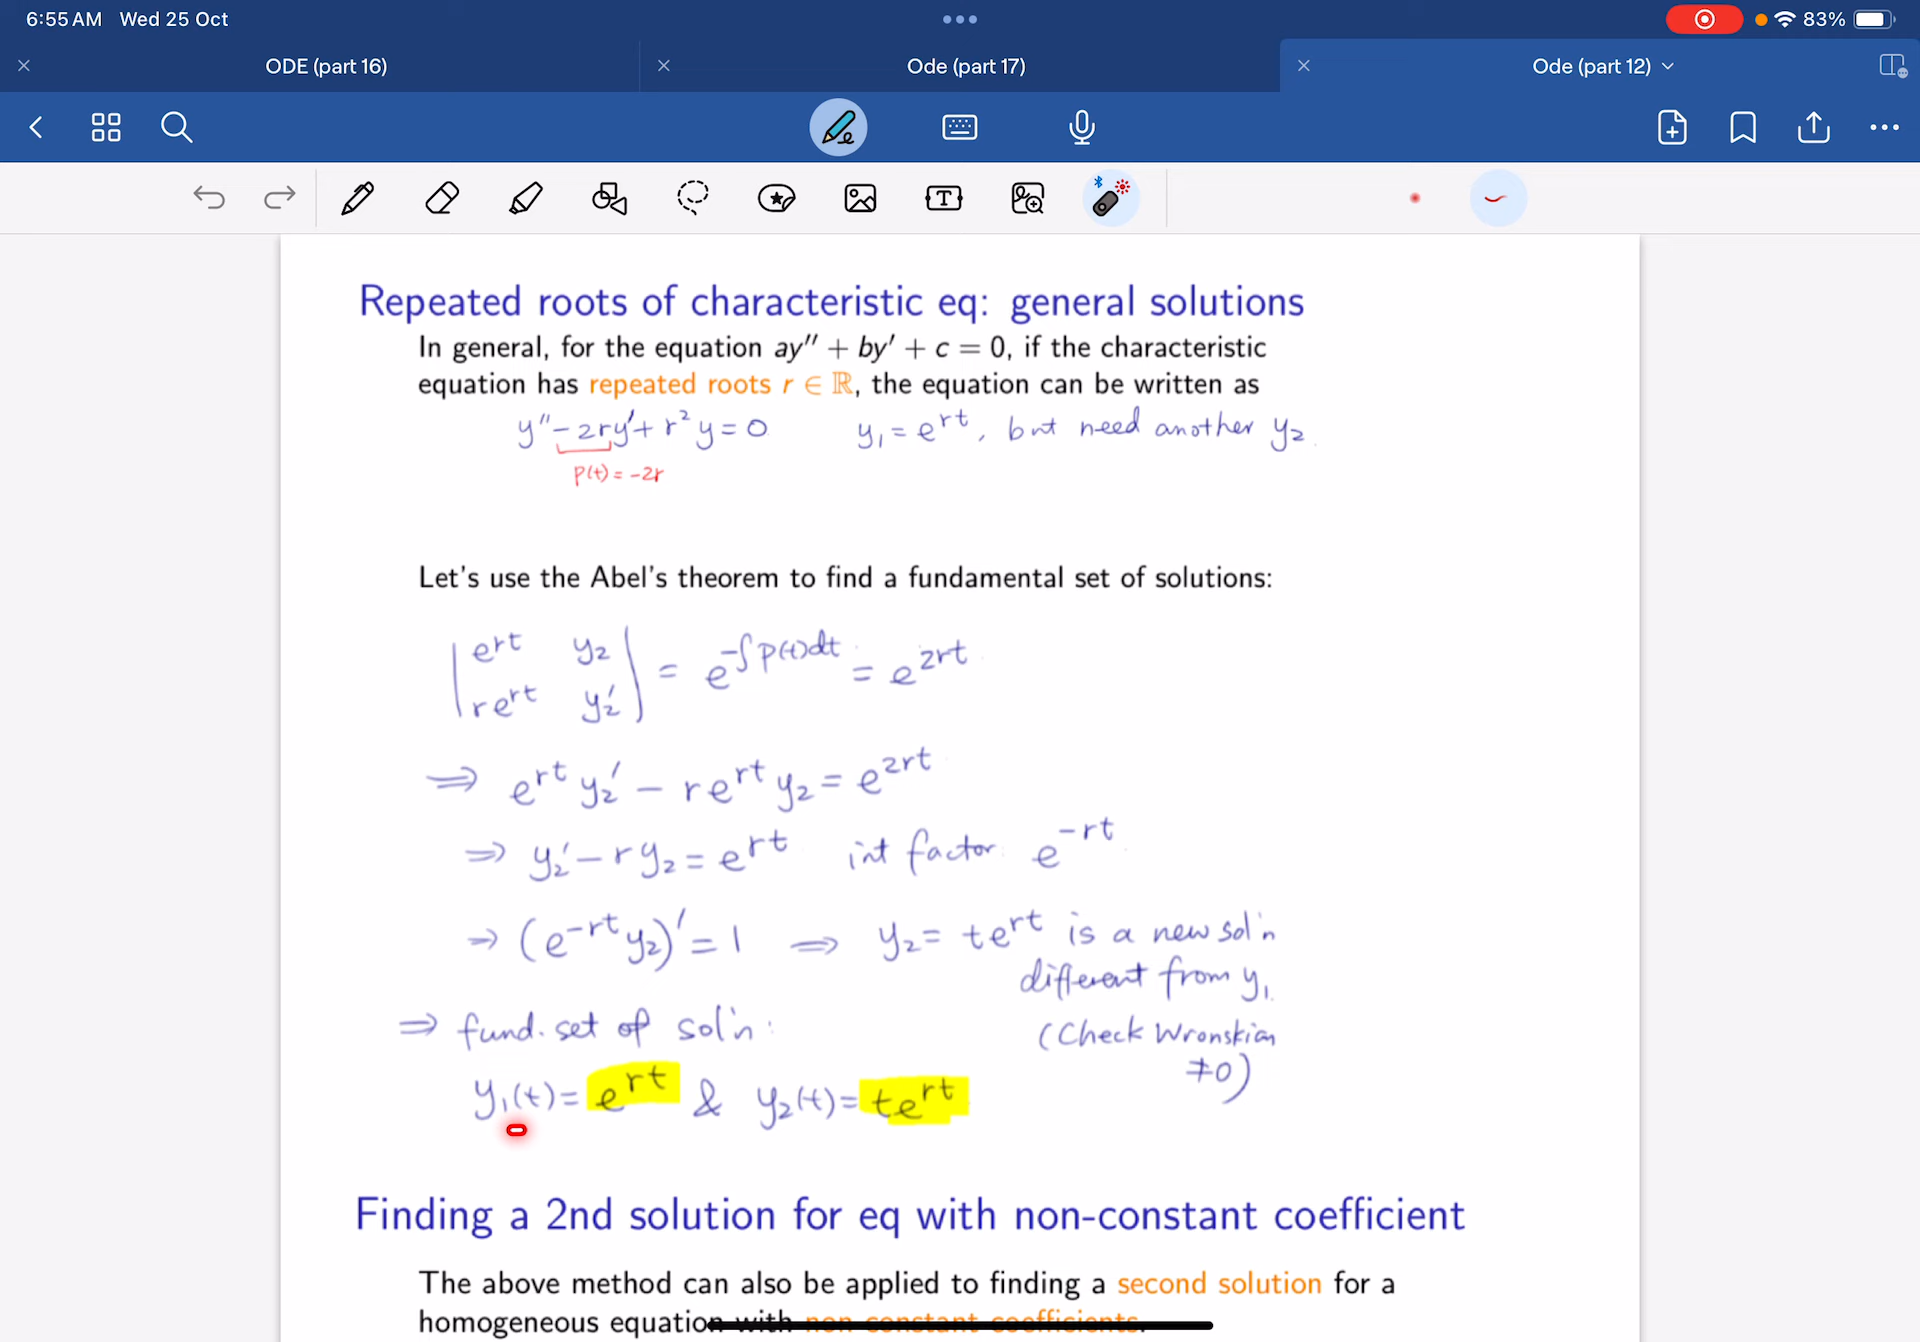 6:55 AM Wed 25 Oct
83%
ODE (part 16)
Ode (part 17)
Ode (part 12)
Repeated roots of characteristic eq: general solutions
In general, for the equation ay″ + by′ + c = 0, if the characteristic
equation has repeated roots r ∈ ℝ, the equation can be written as
y″ − 2ry′ + r² y = 0 y₁ = e^{rt}, but need another y₂.
p(t) = −2r
Let's use the Abel's theorem to find a fundamental set of solutions:
| e^{rt} y₂ |
| re^{rt} y₂′ | = e^{−∫p(t)dt} = e^{2rt}
⟹ e^{rt} y₂′ − re^{rt} y₂ = e^{2rt}
⇒ y₂′ − ry₂ = e^{rt} int factor: e^{−rt}
⇒ (e^{−rt} y₂)′ = 1 ⟹ y₂ = te^{rt} is a new sol'n
different from y₁.
⇒ fund. set of sol'n:
(Check Wronskian
≠0)
y₁(t) = e^{rt} & y₂(t) = te^{rt}
Finding a 2nd solution for eq with non-constant coefficient
The above method can also be applied to finding a second solution for a
homogeneous equation with non-constant coefficients.